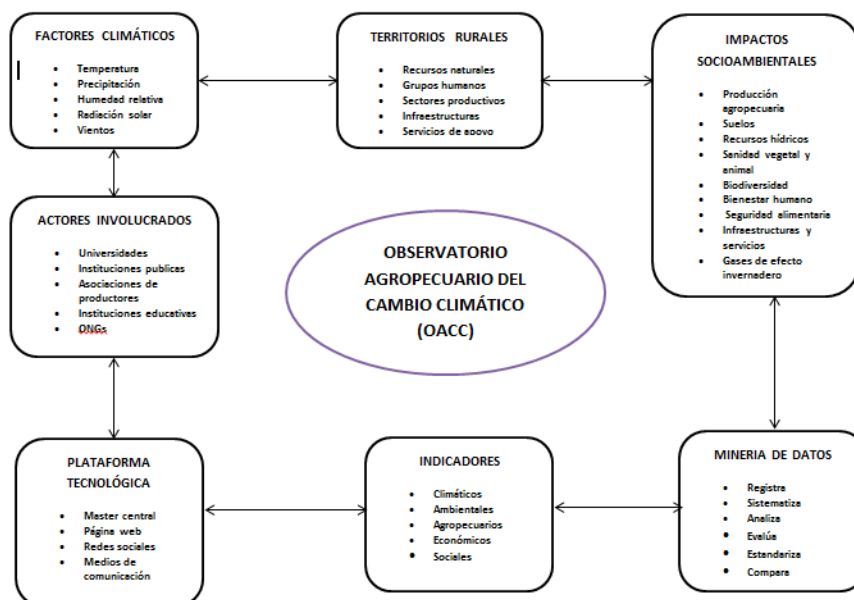 FACTORES CLIMÁTICOS
Temperatura
Precipitación
Humedad relativa
Radiación solar
Vientos
TERRITORIOS RURALES
Recursos naturales
Grupos humanos
Sectores productivos
Infraestructuras
Servicios de apoyo
IMPACTOS
SOCIOAMBIENTALES
Producción
agropecuaria
Suelos
Recursos hídricos
Sanidad vegetal y
animal
Biodiversidad
Bienestar humano
Seguridad alimentaria
Infraestructuras y
servicios
Gases de efecto
invernadero
ACTORES INVOLUCRADOS
Universidades
Instituciones publicas
Asociaciones de
productores
Instituciones educativas
ONGs
OBSERVATORIO
AGROPECUARIO DEL
CAMBIO CLIMÁTICO
(OACC)
PLATAFORMA
TECNOLÓGICA
Master central
Página web
Redes sociales
Medios de
comunicación
INDICADORES
Climáticos
Ambientales
Agropecuarios
Económicos
Sociales
MINERIA DE DATOS
Registra
Sistematiza
Analiza
Evalúa
Estandariza
Compara